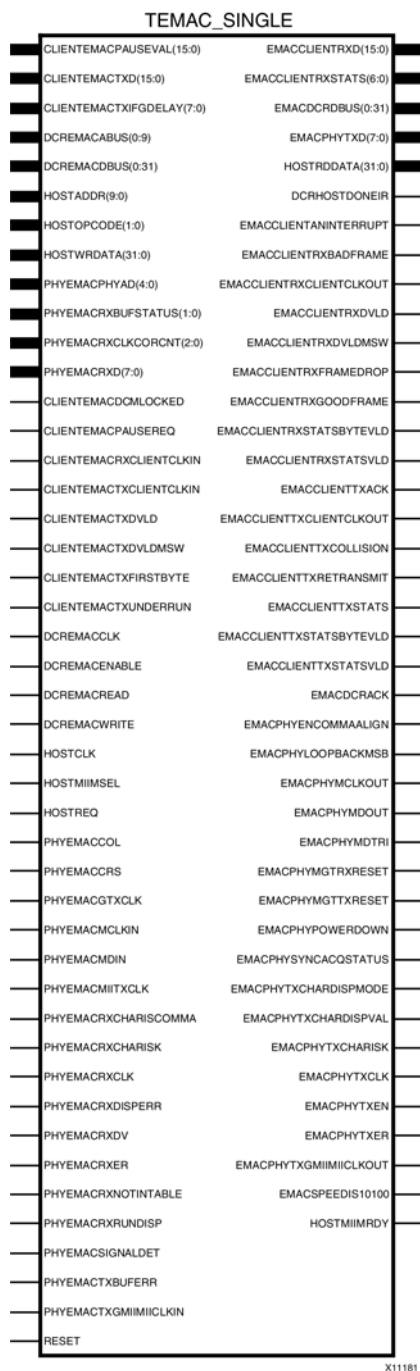 TEMAC_SINGLE
CLIENTEMACPAUSEVAL(15:0) EMACCLIENTRXD(15:0)
CLIENTEMACTXD(15:0) EMACCLIENTRXSTATS(6:0)
CLIENTEMACTXIFGDELAY(7:0) EMACDCRDBUS(0:31)
DCREMACABUS(0:9) EMACPHYTXD(7:0)
DCREMACDBUS(0:31) HOSTRDDATA(31:0)
HOSTADDR(9:0) DCRHOSTDONEIR
HOSTOPCODE(1:0) EMACCLIENTANINTERRUPT
HOSTWRDATA(31:0) EMACCLIENTRXBADFRAME
PHYEMACPHYAD(4:0) EMACCLIENTRXCLIENTCLKOUT
PHYEMACRXBUFSTATUS(1:0) EMACCLIENTRXDVLD
PHYEMACRXCLKCORCNT(2:0) EMACCLIENTRXDVLDMSW
PHYEMACRXD(7:0) EMACCLIENTRXFRAMEDROP
CLIENTEMACDCMLOCKED EMACCLIENTRXGOODFRAME
CLIENTEMACPAUSEREQ EMACCLIENTRXSTATSBYTEVLD
CLIENTEMACRXCLIENTCLKIN EMACCLIENTRXSTATSVLD
CLIENTEMACTXCLIENTCLKIN EMACCLIENTTXACK
CLIENTEMACTXDVLD EMACCLIENTTXCLIENTCLKOUT
CLIENTEMACTXDVLDMSW EMACCLIENTTXCOLLISION
CLIENTEMACTXFIRSTBYTE EMACCLIENTTXRETRANSMIT
CLIENTEMACTXUNDERRUN EMACCLIENTTXSTATS
DCREMACCLK EMACCLIENTTXSTATSBYTEVLD
DCREMACENABLE EMACCLIENTTXSTATSVLD
DCREMACREAD EMACDCRACK
DCREMACWRITE EMACPHYENCOMMAALIGN
HOSTCLK EMACPHYLOOPBACKMSB
HOSTMIIMSEL EMACPHYMCLKOUT
HOSTREQ EMACPHYMDOUT
PHYEMACCOL EMACPHYMDTRI
PHYEMACCRS EMACPHYMGTRXRESET
PHYEMACGTXCLK EMACPHYMGTTXRESET
PHYEMACMCLKIN EMACPHYPOWERDOWN
PHYEMACMDIN EMACPHYSYNCACQSTATUS
PHYEMACMIITXCLK EMACPHYTXCHARDISPMODE
PHYEMACRXCHARISCOMMA EMACPHYTXCHARDISPVAL
PHYEMACRXCHARISK EMACPHYTXCHARISK
PHYEMACRXCLK EMACPHYTXCLK
PHYEMACRXDISPERR EMACPHYTXEN
PHYEMACRXDV EMACPHYTXER
PHYEMACRXER EMACPHYTXGMIIMIICLKOUT
PHYEMACRXNOTINTABLE EMACSPEEDIS10100
PHYEMACRXRUNDISP HOSTMIIMRDY
PHYEMACSIGNALDET
PHYEMACTXBUFERR
PHYEMACTXGMIIMIICLKIN
RESET
X11181